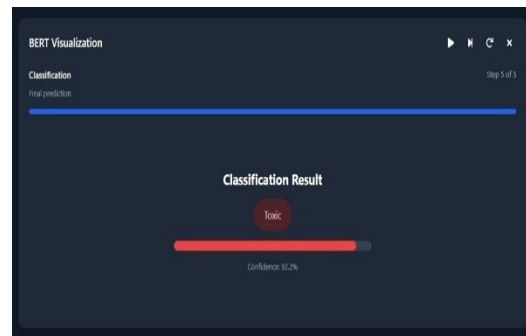 BERT Visualization
Classification
Step 5 of 5
Final prediction
Classification Result
Toxic
Confidence: 92.2%